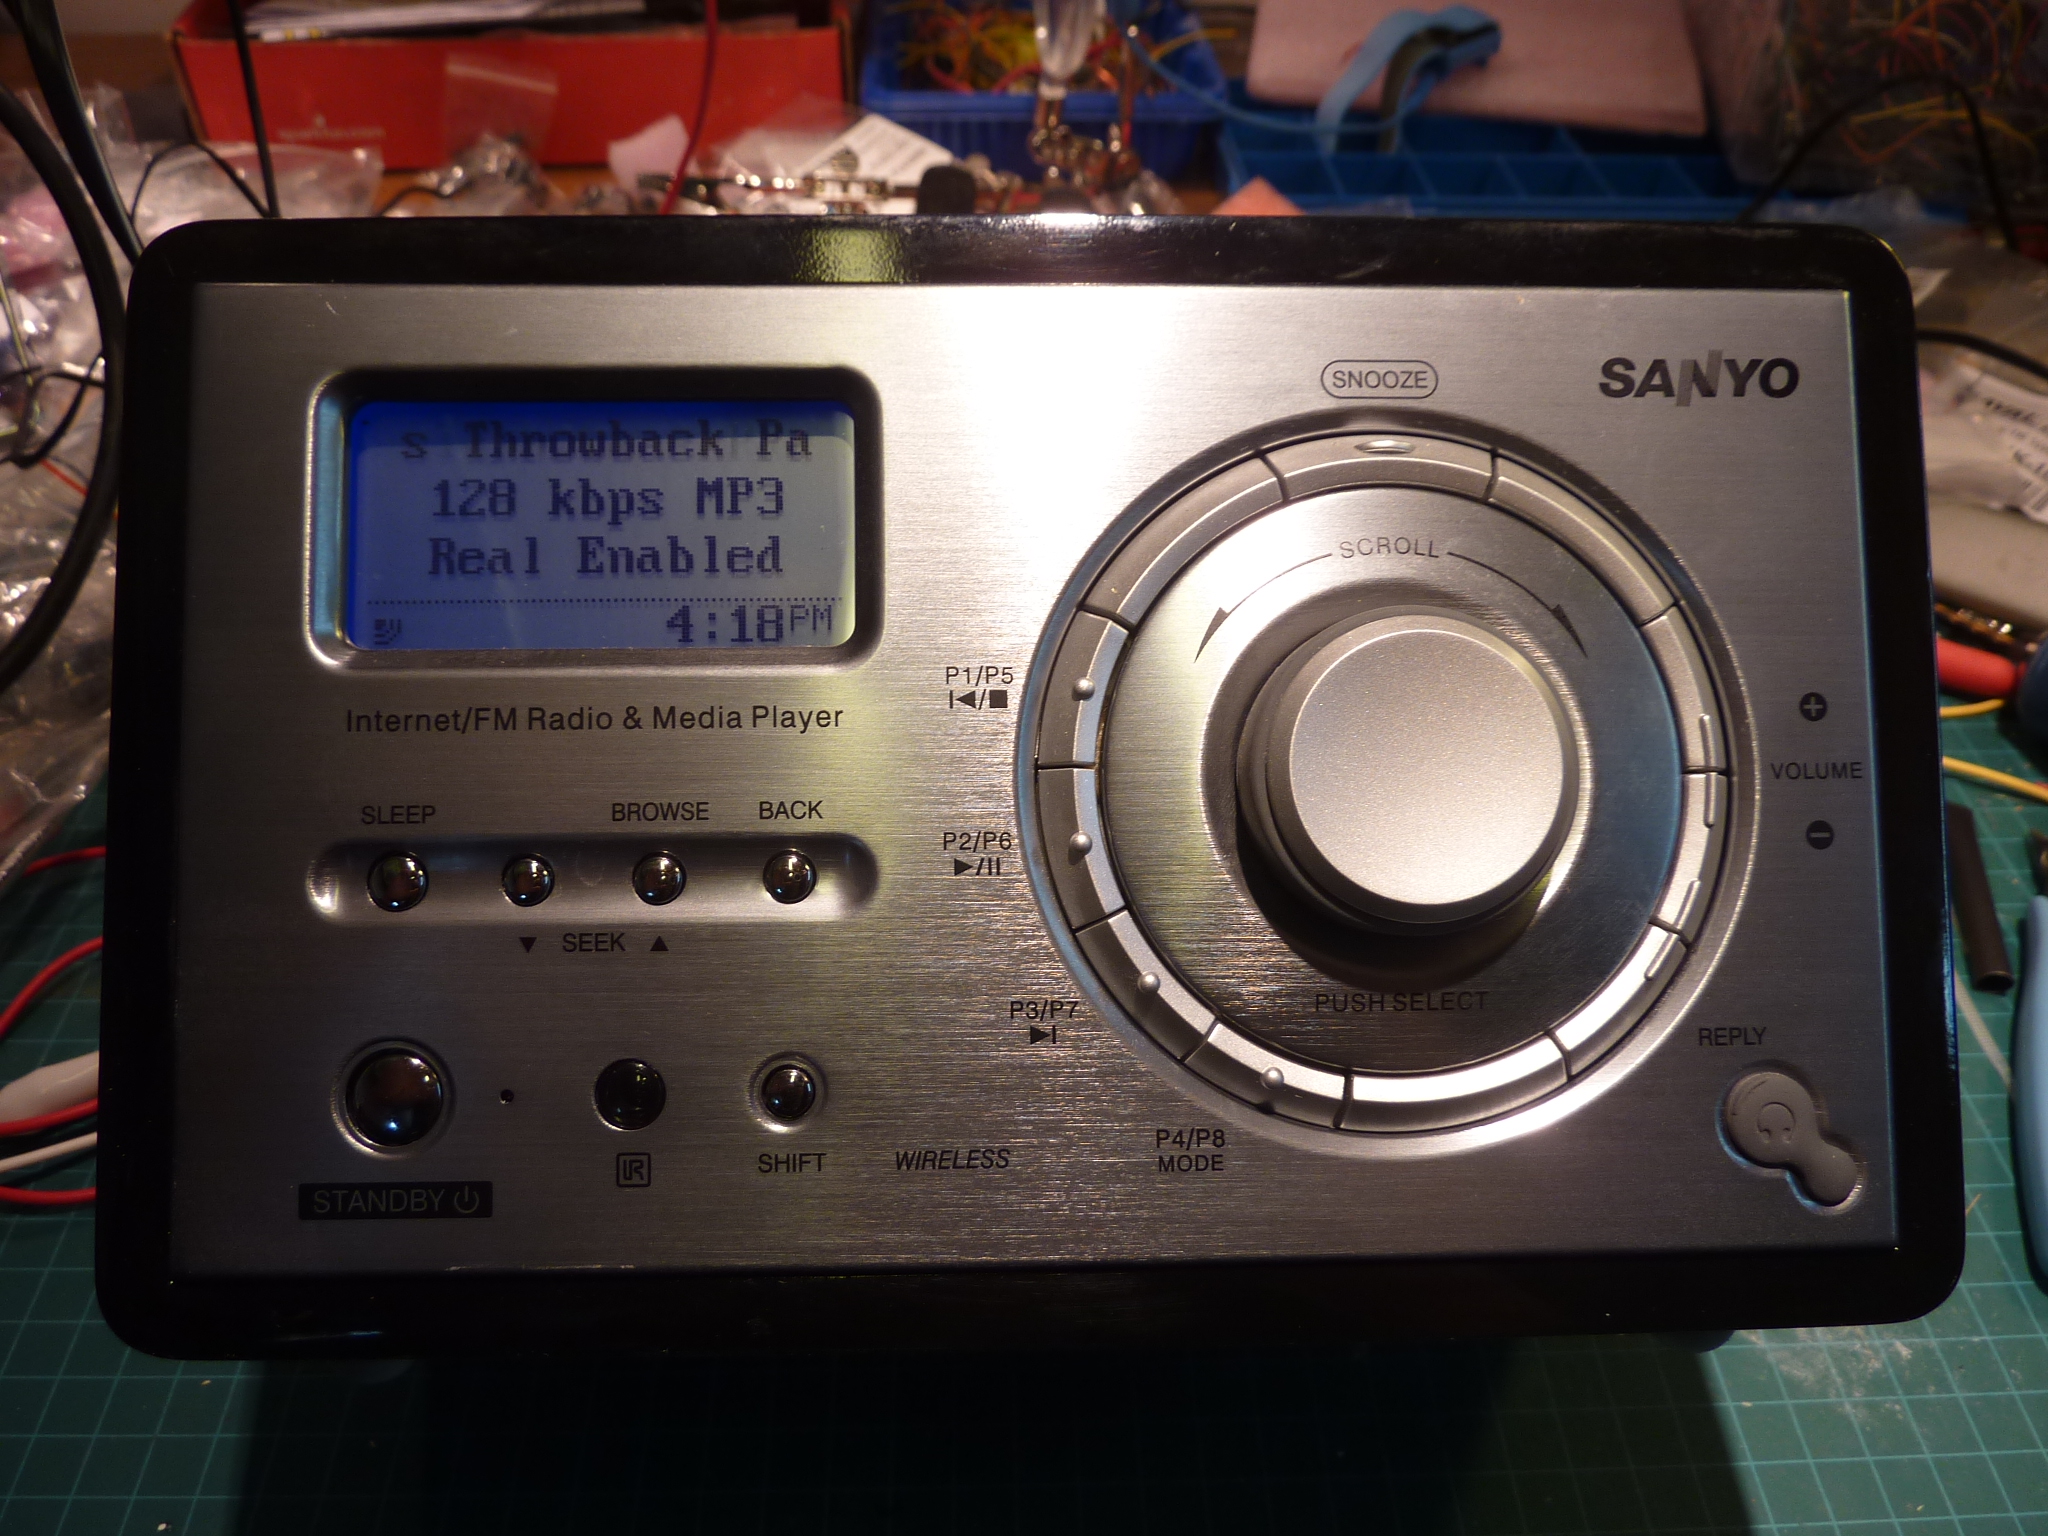 SNOOZE
SANYO
s Throwback Pa
128 kbps MP3
Real Enabled
4:18PM
SCROLL
P1/P5
Internet/FM Radio & Media Player
VOLUME
SLEEP
BROWSE
BACK
P2/P6
SEEK
PUSH SELECT
P3/P7
REPLY
P4/P8
MODE
WIRELESS
SHIFT
IR
STANDBY